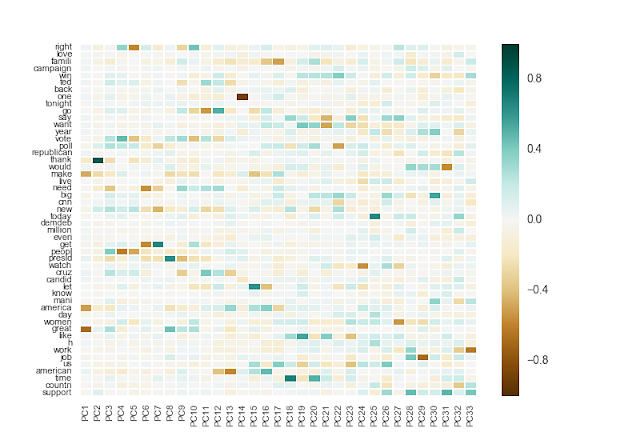 right
love
famili
campaign
win
ted
back
one
tonight
go
say
want
year
vote
poll
republican
thank
would
make
live
need
big
cnn
new
today
demdeb
million
even
get
peopl
presid
watch
cruz
candid
let
know
mani
america
day
women
great
like
h
work
job
us
american
time
countri
support
PC1 PC2 PC3 PC4 PC5 PC6 PC7 PC8 PC9 PC10 PC11 PC12 PC13 PC14 PC15 PC16 PC17 PC18 PC19 PC20 PC21 PC22 PC23 PC24 PC25 PC26 PC27 PC28 PC29 PC30 PC31 PC32 PC33
0.8
0.4
0.0
−0.4
−0.8